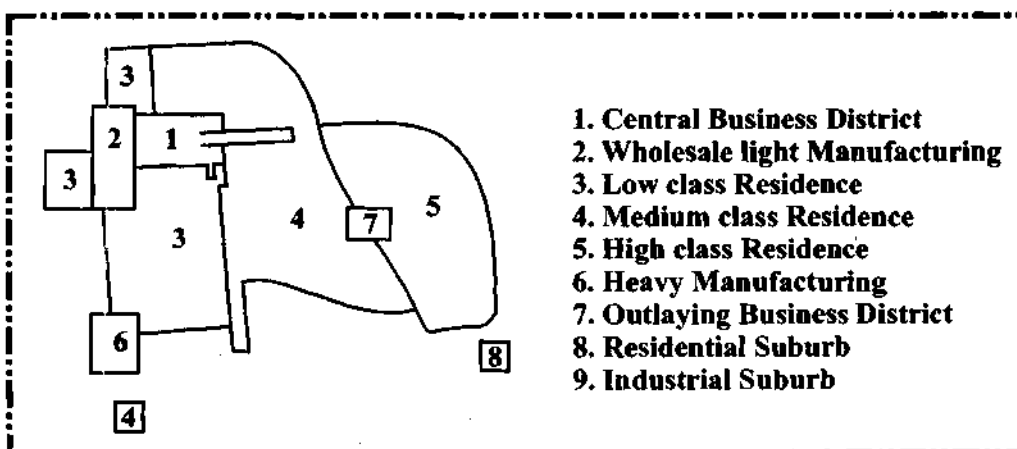 3
2
1
3
3
4
5
7
6
8
4
1. Central Business District
2. Wholesale light Manufacturing
3. Low class Residence
4. Medium class Residence
5. High class Residence
6. Heavy Manufacturing
7. Outlaying Business District
8. Residential Suburb
9. Industrial Suburb